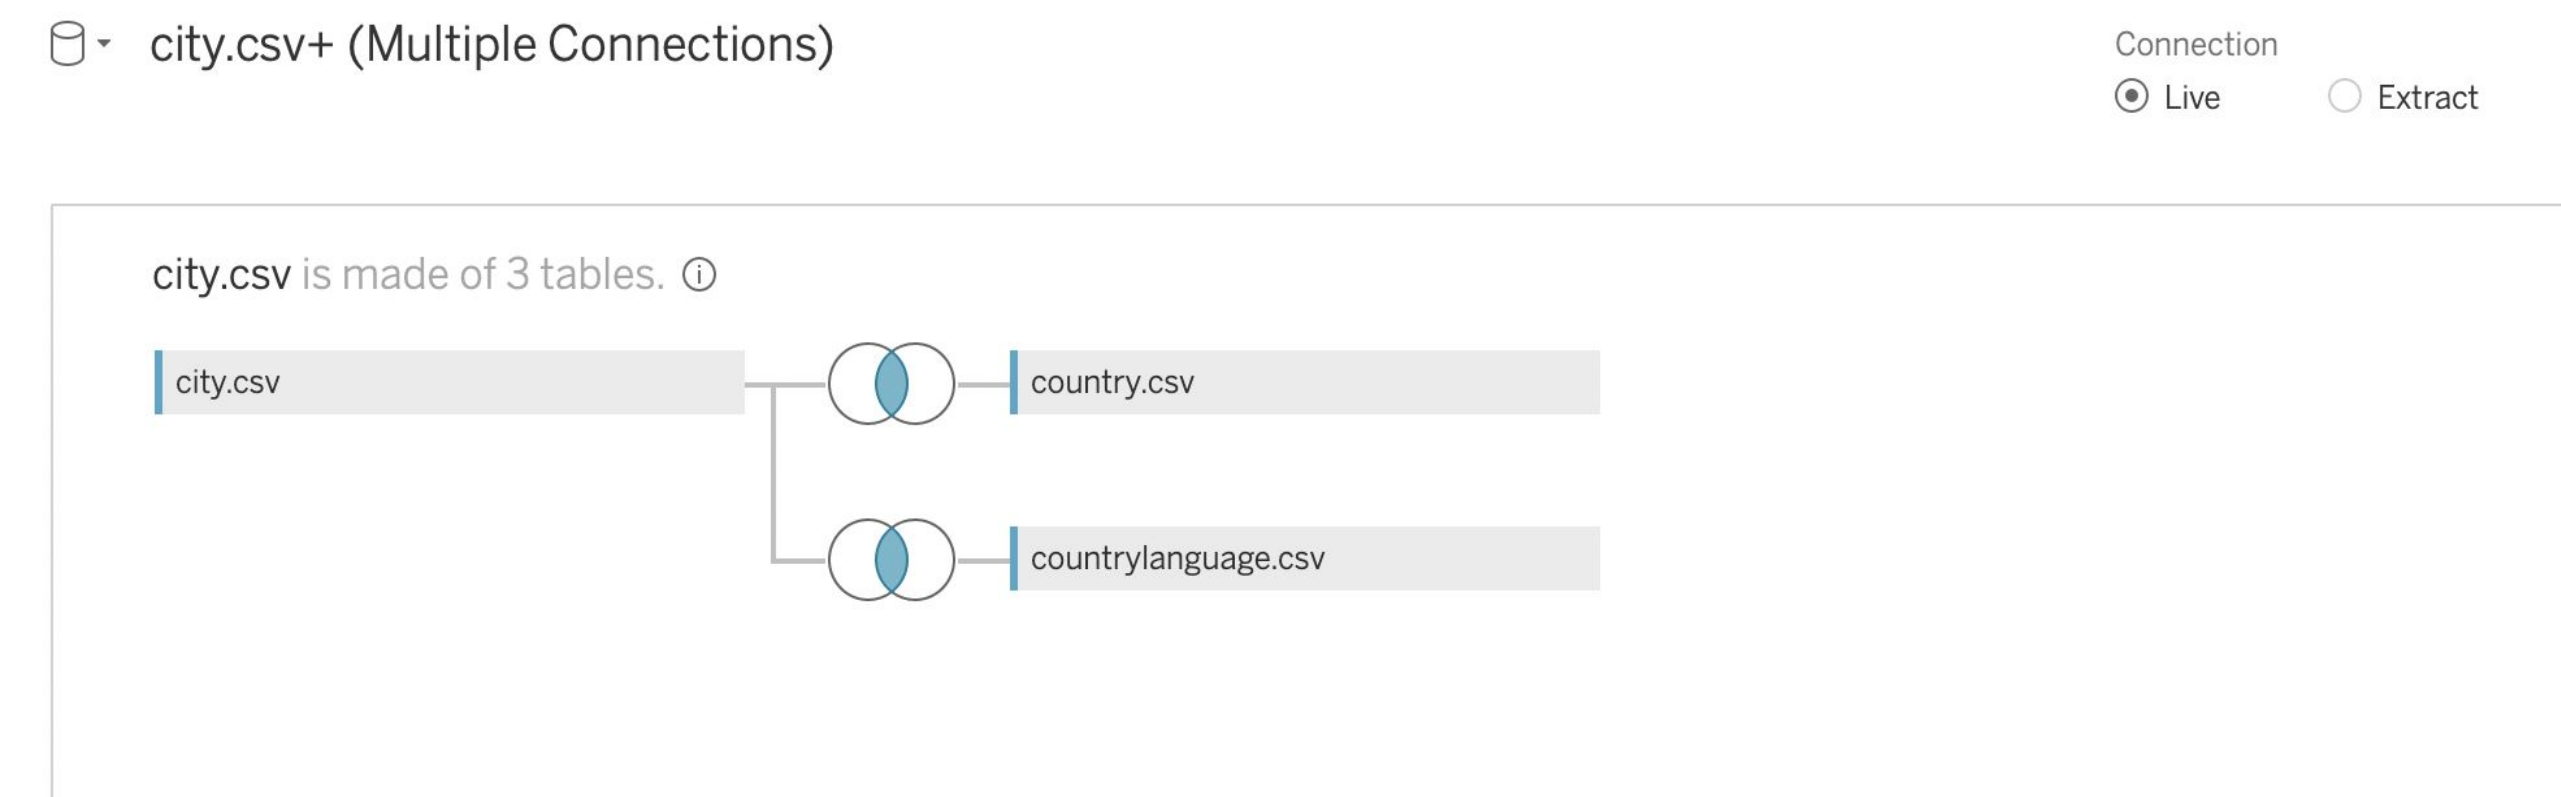 city.csv+ (Multiple Connections)
Connection
Live
Extract
city.csv is made of 3 tables.
city.csv
country.csv
countrylanguage.csv